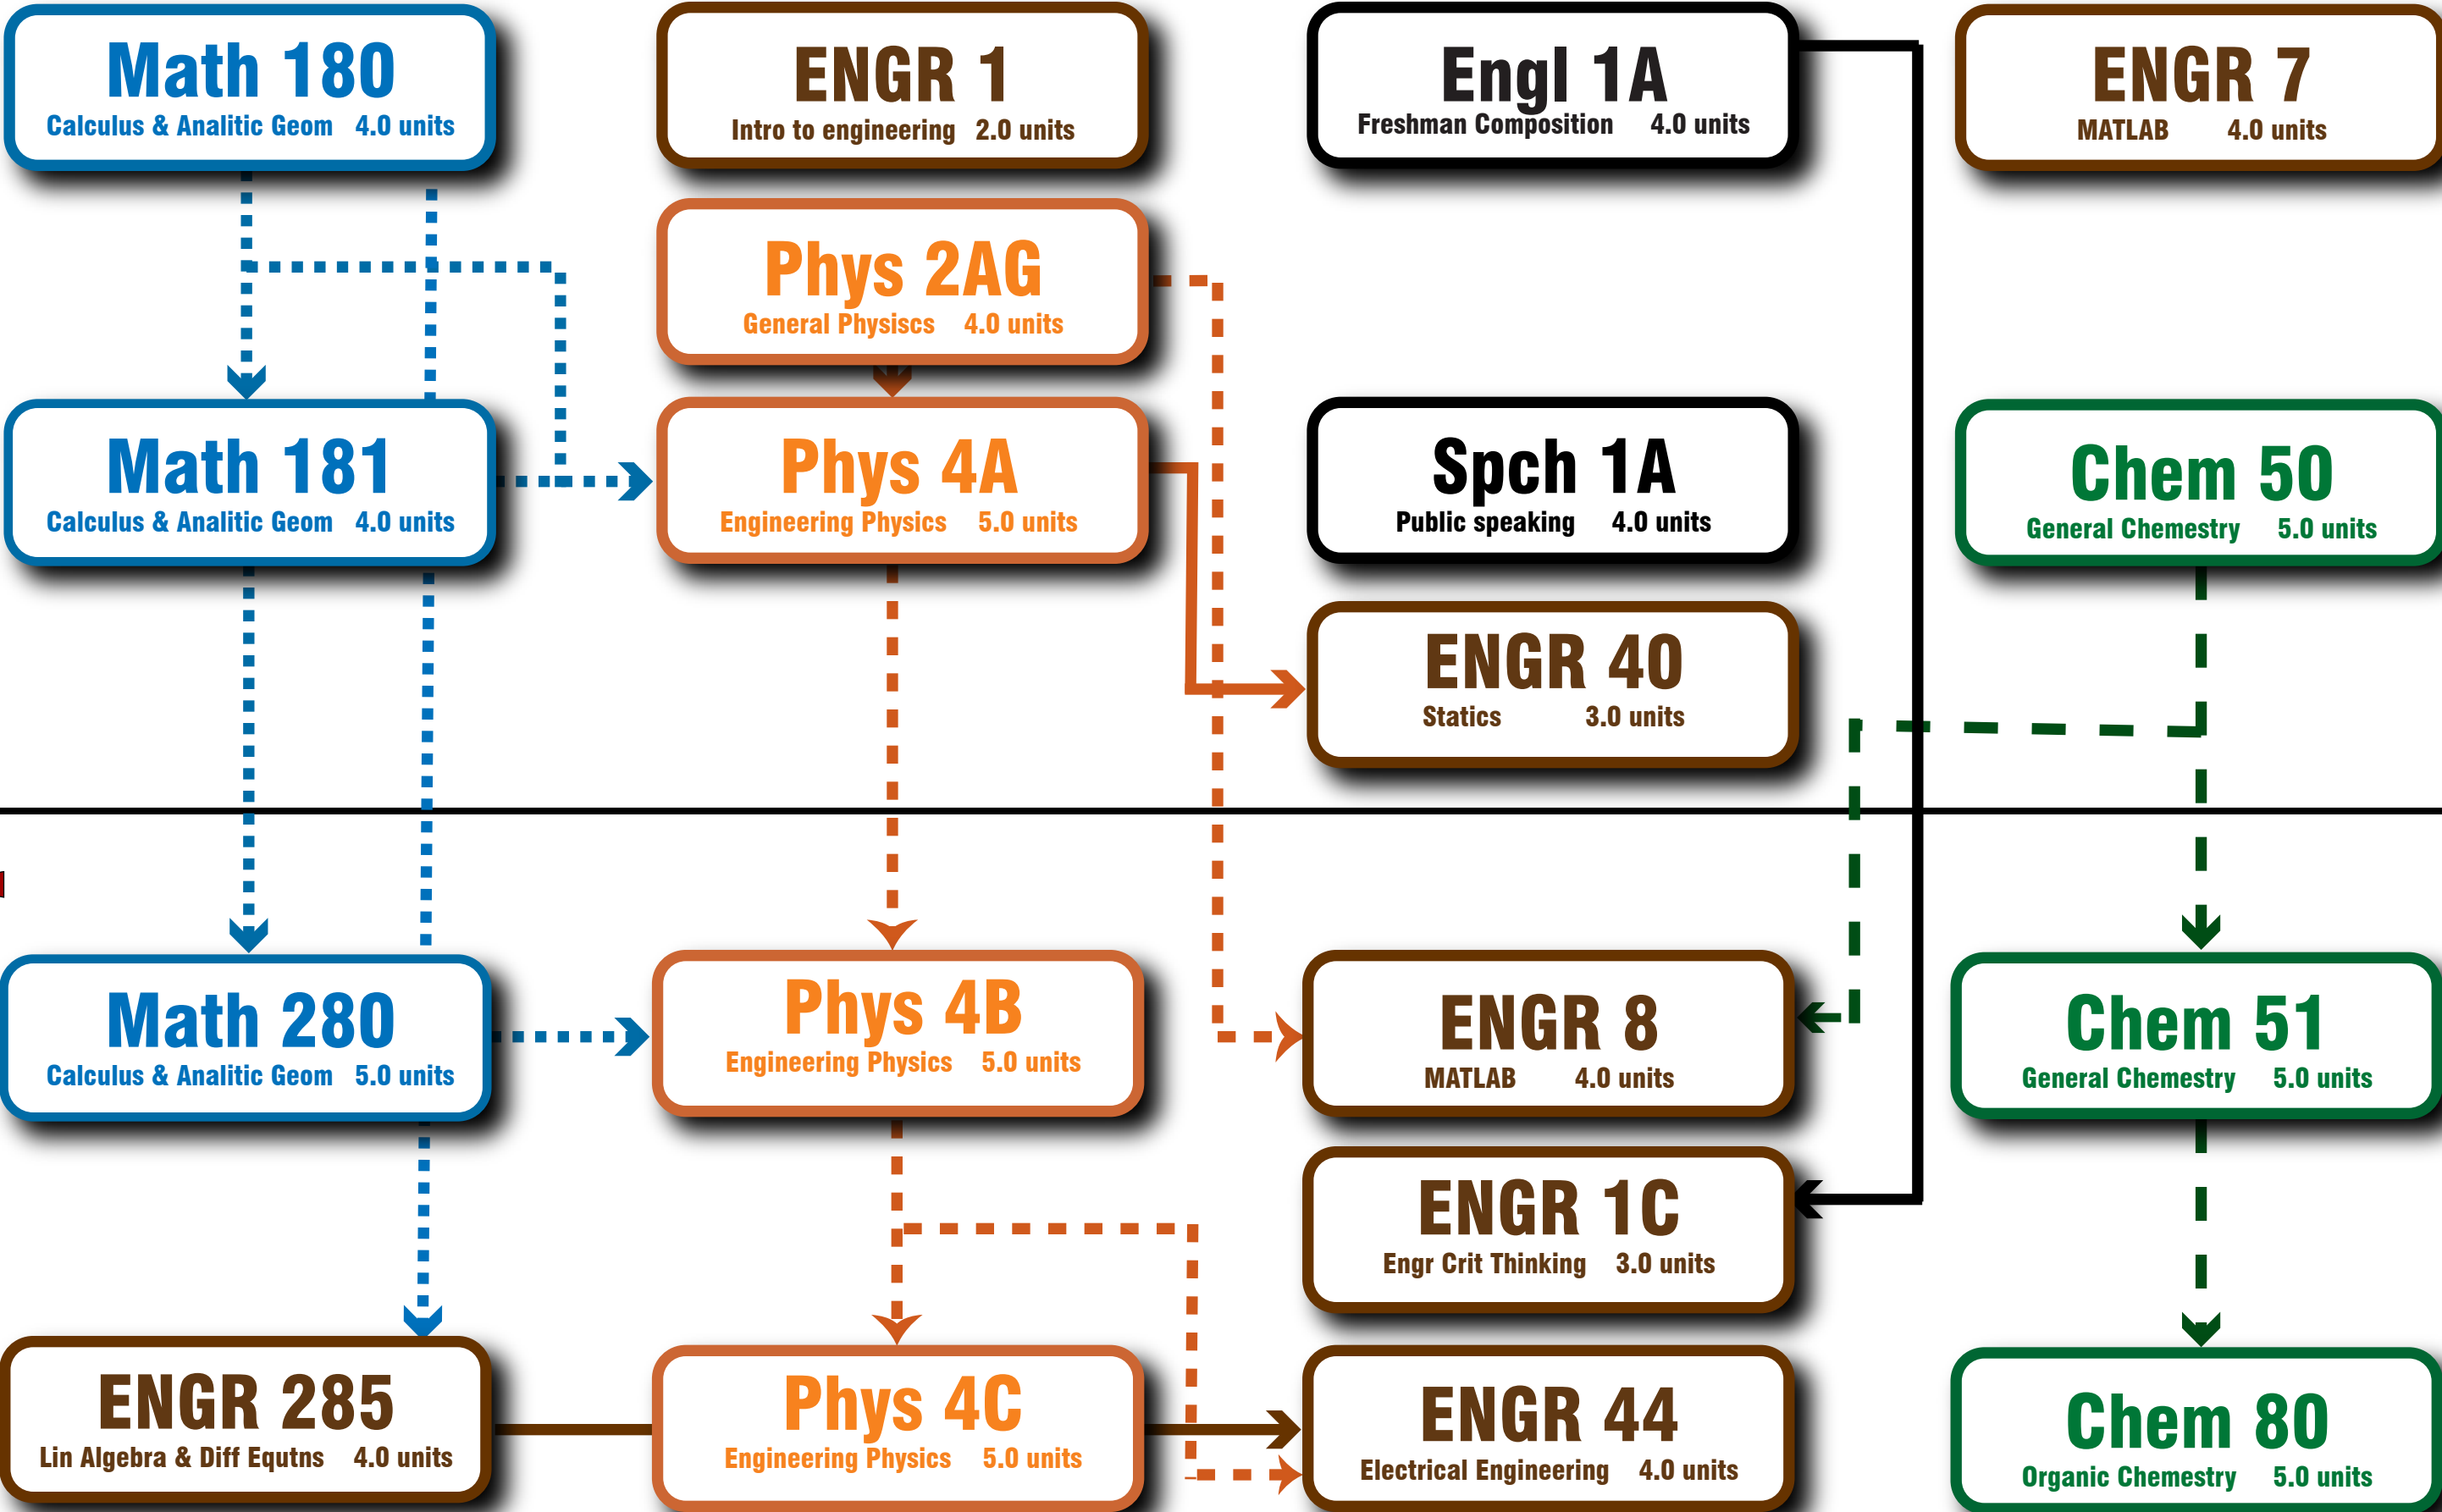 Math 180
Calculus & Analitic Geom 4.0 units
ENGR 1
Intro to engineering 2.0 units
Engl 1A
Freshman Composition 4.0 units
ENGR 7
MATLAB 4.0 units
Phys 2AG
General Physiscs 4.0 units
Math 181
Calculus & Analitic Geom 4.0 units
Phys 4A
Engineering Physics 5.0 units
Spch 1A
Public speaking 4.0 units
Chem 50
General Chemestry 5.0 units
ENGR 40
Statics 3.0 units
Math 280
Calculus & Analitic Geom 5.0 units
Phys 4B
Engineering Physics 5.0 units
ENGR 8
MATLAB 4.0 units
Chem 51
General Chemestry 5.0 units
ENGR 1C
Engr Crit Thinking 3.0 units
ENGR 285
Lin Algebra & Diff Equtns 4.0 units
Phys 4C
Engineering Physics 5.0 units
ENGR 44
Electrical Engineering 4.0 units
Chem 80
Organic Chemestry 5.0 units